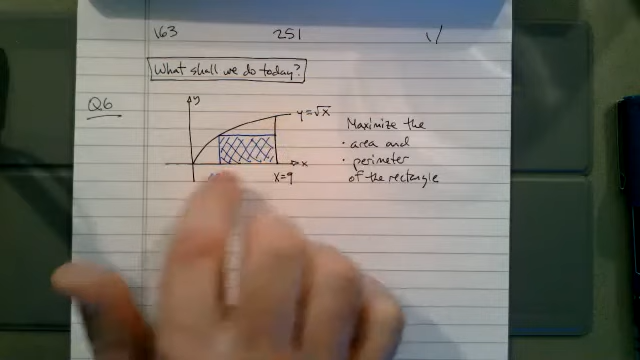 163 251
What shall we do today?
Q6
y
y=√x
x
x=9
Maximize the
· area and
· perimeter
of the rectangle